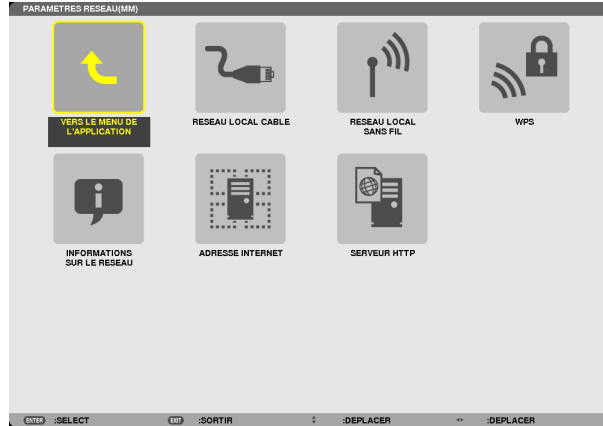 PARAMETRES RESEAU(MM)
VERS LE MENU DE
L'APPLICATION
RESEAU LOCAL CABLE
RESEAU LOCAL
SANS FIL
WPS
INFORMATIONS
SUR LE RESEAU
ADRESSE INTERNET
SERVEUR HTTP
ENTER :SELECT EXIT :SORTIR :DEPLACER :DEPLACER